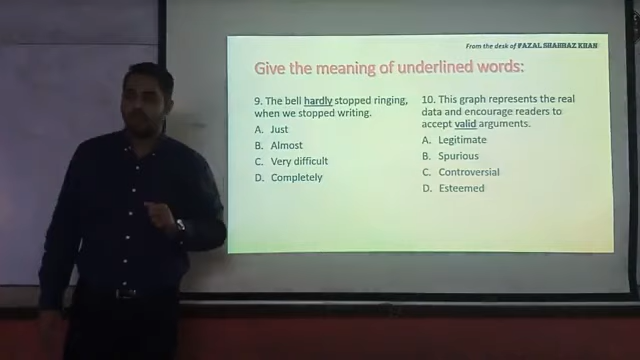 From the desk of FAZAL SHAHBAZ KHAN
Give the meaning of underlined words:
9. The bell hardly stopped ringing,
when we stopped writing.
A. Just
B. Almost
C. Very difficult
D. Completely
10. This graph represents the real
data and encourage readers to
accept valid arguments.
A. Legitimate
B. Spurious
C. Controversial
D. Esteemed